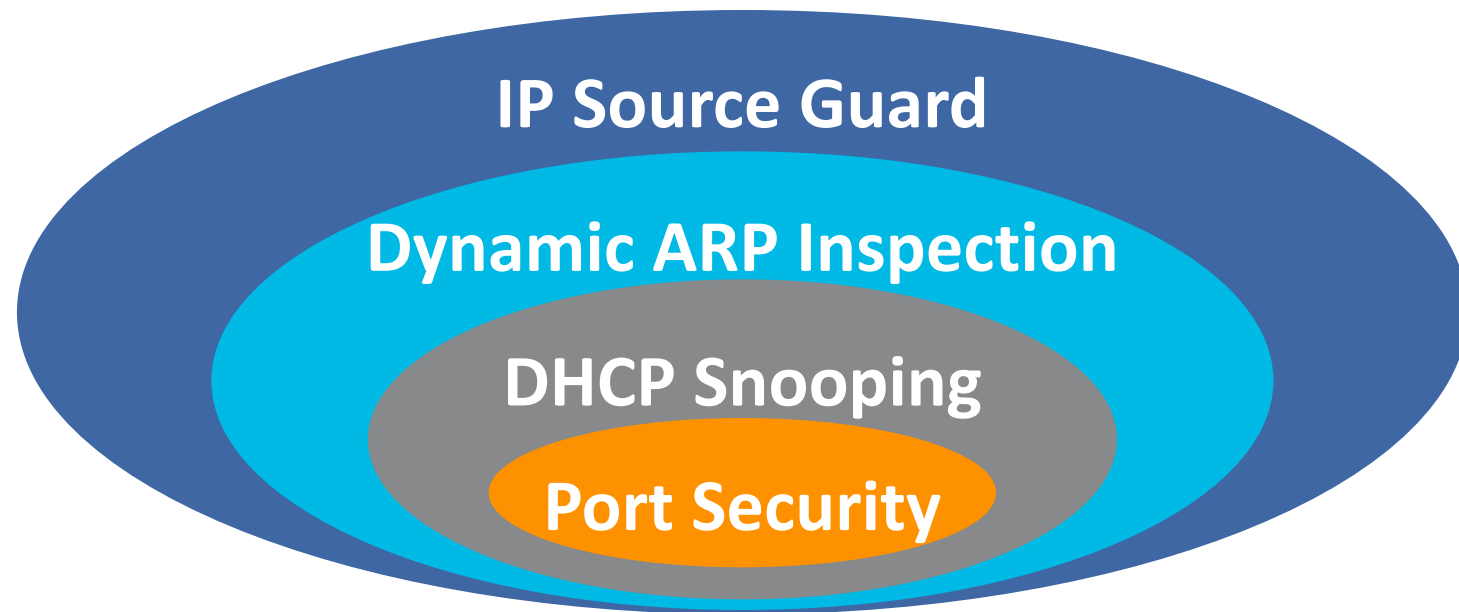 IP Source Guard
Dynamic ARP Inspection
DHCP Snooping
Port Security